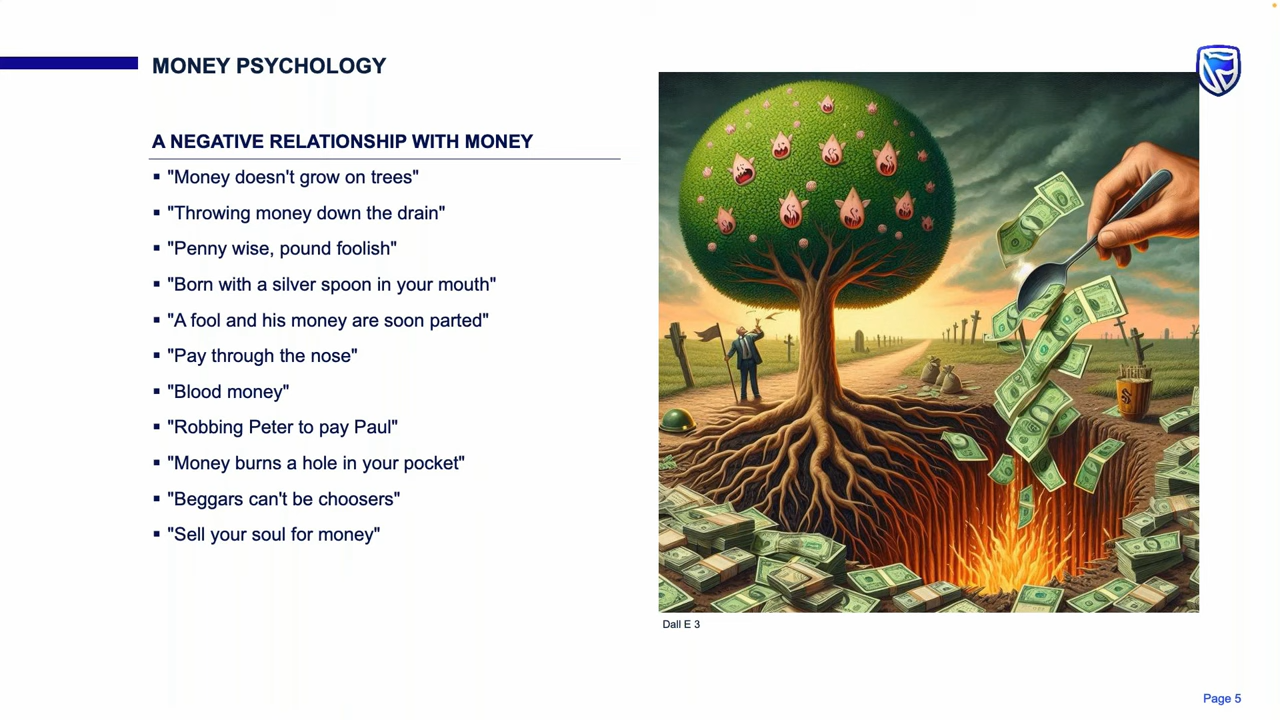 MONEY PSYCHOLOGY
A NEGATIVE RELATIONSHIP WITH MONEY
▪ "Money doesn't grow on trees"
▪ "Throwing money down the drain"
▪ "Penny wise, pound foolish"
▪ "Born with a silver spoon in your mouth"
▪ "A fool and his money are soon parted"
▪ "Pay through the nose"
▪ "Blood money"
▪ "Robbing Peter to pay Paul"
▪ "Money burns a hole in your pocket"
▪ "Beggars can't be choosers"
▪ "Sell your soul for money"
Dall E 3
Page 5